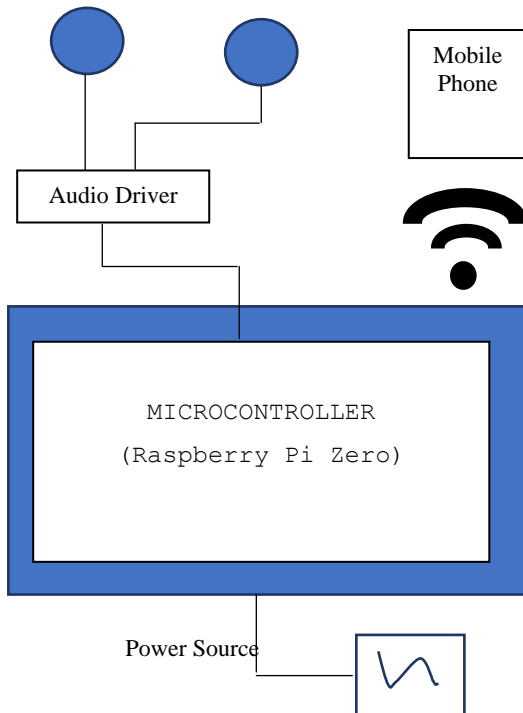 Mobile
Phone
Audio Driver
MICROCONTROLLER
(Raspberry Pi Zero)
Power Source